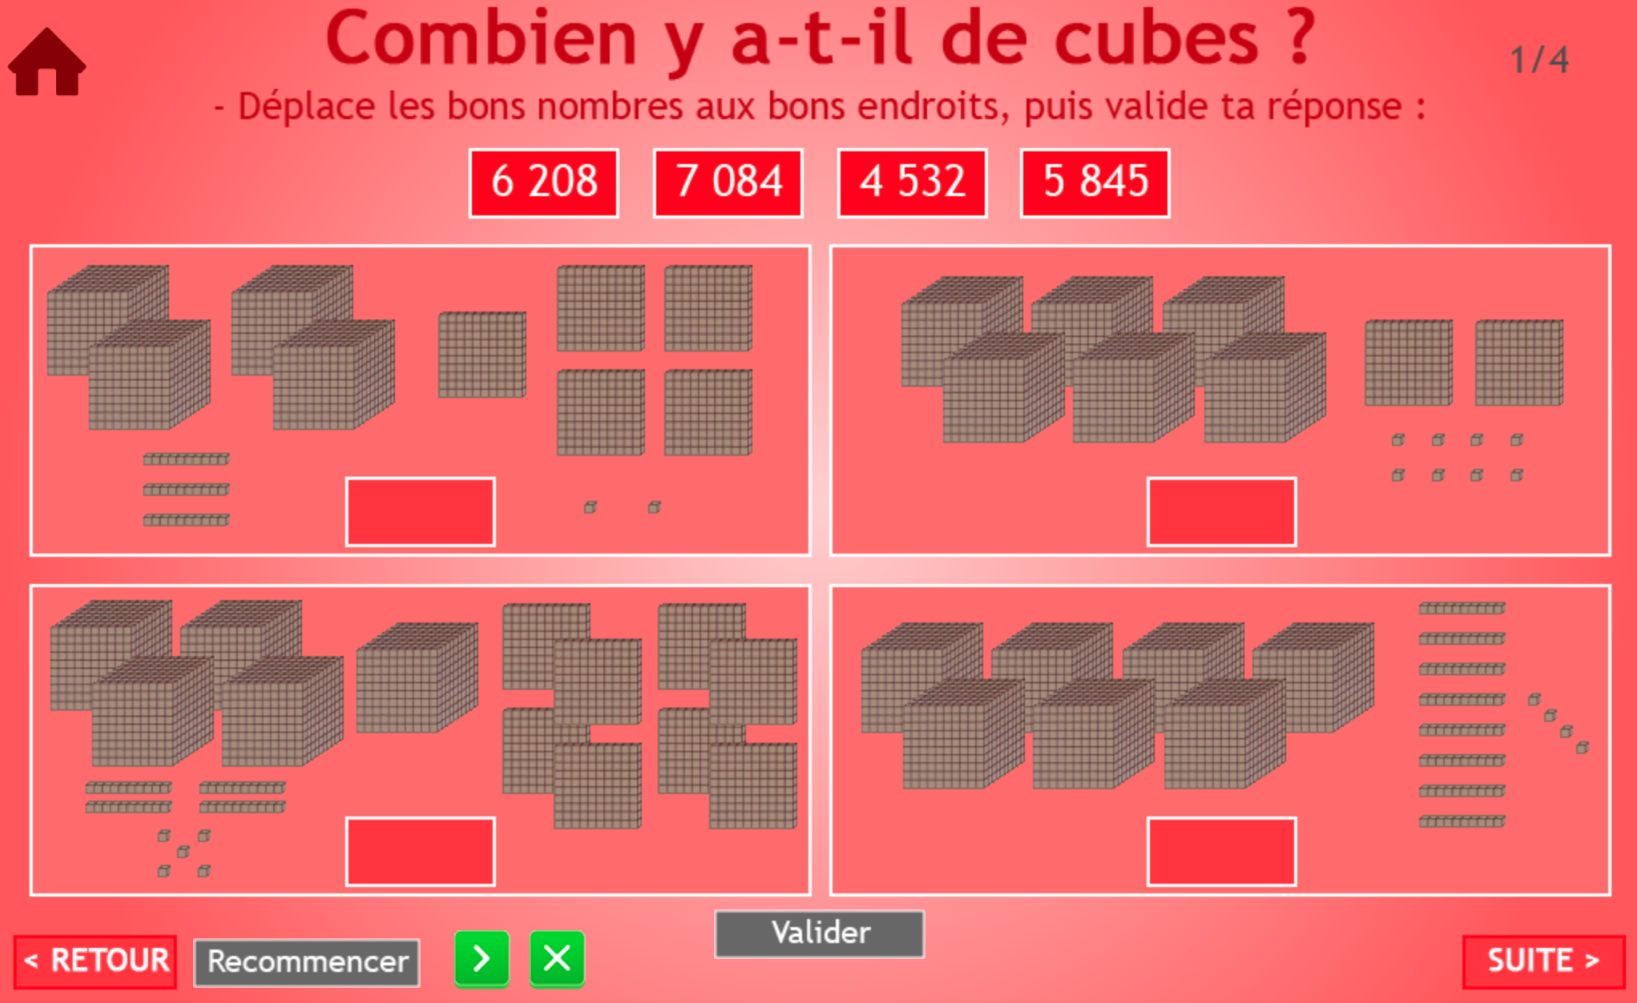 Combien y a-t-il de cubes ?
1/4
- Déplace les bons nombres aux bons endroits, puis valide ta réponse :
6 208
7 084
4 532
5 845
Valider
< RETOUR
Recommencer
SUITE >